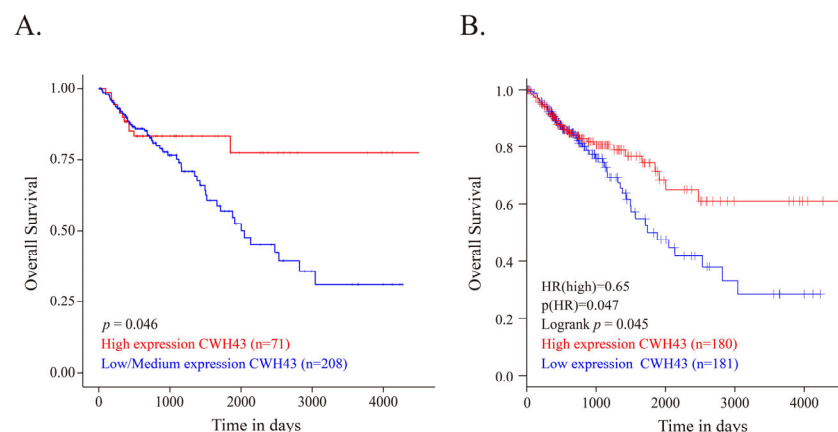 A.
Overall Survival
1.00
0.75
0.50
0.25
0.00
p = 0.046
High expression CWH43 (n=71)
Low/Medium expression CWH43 (n=208)
0 1000 2000 3000 4000
Time in days
B.
Overall Survival
1.0
0.8
0.6
0.4
0.2
0.0
HR(high)=0.65
p(HR)=0.047
Logrank p = 0.045
High expression CWH43 (n=180)
Low expression CWH43 (n=181)
0 1000 2000 3000 4000
Time in days